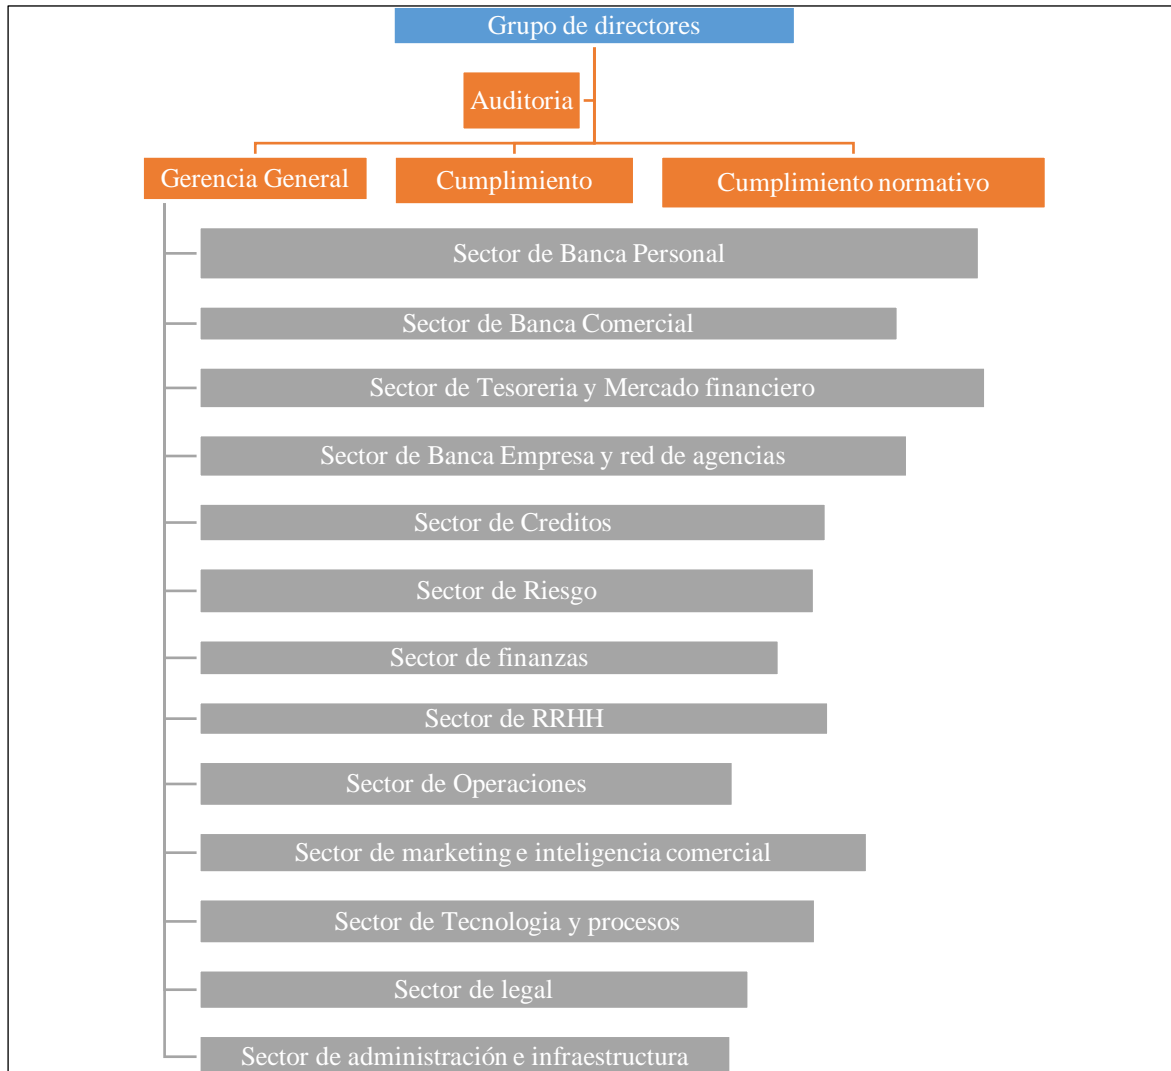 Grupo de directores
Auditoria
Gerencia General
Cumplimiento
Cumplimiento normativo
Sector de Banca Personal
Sector de Banca Comercial
Sector de Tesoreria y Mercado financiero
Sector de Banca Empresa y red de agencias
Sector de Creditos
Sector de Riesgo
Sector de finanzas
Sector de RRHH
Sector de Operaciones
Sector de marketing e inteligencia comercial
Sector de Tecnologia y procesos
Sector de legal
Sector de administración e infraestructura